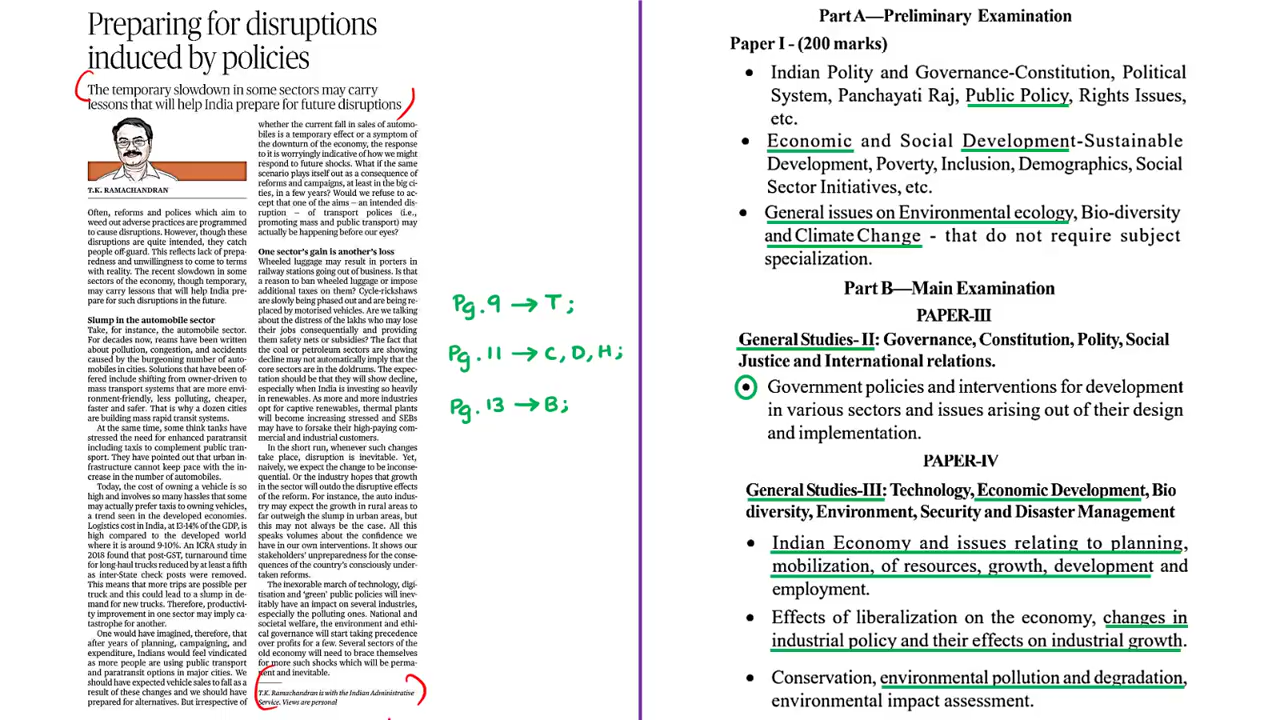 Preparing for disruptions
induced by policies
The temporary slowdown in some sectors may carry
lessons that will help India prepare for future disruptions
T.K. RAMACHANDRAN
Often, reforms and polices which aim to
weed out adverse practices are programmed
to cause disruptions. However, though these
disruptions are quite intended, they catch
people off-guard. This reflects lack of prepa-
redness and unwillingness to come to terms
with reality. The recent slowdown in some
sectors of the economy, though temporary,
may carry lessons that will help India pre-
pare for such disruptions in the future.
Slump in the automobile sector
Take, for instance, the automobile sector.
For decades now, reams have been written
about pollution, congestion, and accidents
caused by the burgeoning number of auto-
mobiles in cities. Solutions that have been of-
fered include shifting from owner-driven to
mass transport systems that are more envi-
ronment-friendly, less polluting, cheaper,
faster and safer. That is why a dozen cities
are building mass rapid transit systems.
At the same time, some think tanks have
stressed the need for enhanced paratransit
including taxis to complement public tran-
sport. They have pointed out that urban in-
frastructure cannot keep pace with the in-
crease in the number of automobiles.
Today, the cost of owning a vehicle is so
high and involves so many hassles that some
may actually prefer taxis to owning vehicles,
a trend seen in the developed economies.
Logistics cost in India, at 13-14% of the GDP, is
high compared to the developed world
where it is around 9-10%. An ICRA study in
2018 found that post-GST, turnaround time
for long-haul trucks reduced by at least a fifth
as inter-State check posts were removed.
This means that more trips are possible per
truck and this could lead to a slump in de-
mand for new trucks. Therefore, productivi-
ty improvement in one sector may imply ca-
tastrophe for another.
One would have imagined, therefore, that
after years of planning, campaigning, and
expenditure, Indians would feel vindicated
as more people are using public transport
and paratransit options in major cities. We
should have expected vehicle sales to fall as a
result of these changes and we should have
prepared for alternatives. But irrespective of
whether the current fall in sales of automo-
biles is a temporary effect or a symptom of
the downturn of the economy, the response
to it is worryingly indicative of how we might
respond to future shocks. What if the same
scenario plays itself out as a consequence of
reforms and campaigns, at least in the big ci-
ties, in a few years? Would we refuse to ac-
cept that one of the aims — an intended dis-
ruption — of transport polices (i.e.,
promoting mass and public transport) may
actually be happening before our eyes?
One sector's gain is another's loss
Wheeled luggage may result in porters in
railway stations going out of business. Is that
a reason to ban wheeled luggage or impose
additional taxes on them? Cycle-rickshaws
are slowly being phased out and are being re-
placed by motorised vehicles. Are we talking
about the distress of the lakhs who may lose
their jobs consequently and providing
them safety nets or subsidies? The fact that
the coal or petroleum sectors are showing
decline may not automatically imply that the
core sectors are in the doldrums. The expec-
tation should be that they will show decline,
especially when India is investing so heavily
in renewables. As more and more industries
opt for captive renewables, thermal plants
will become increasing stressed and SEBs
may have to forsake their high-paying com-
mercial and industrial customers.
In the short run, whenever such changes
take place, disruption is inevitable. Yet,
naively, we expect the change to be inconse-
quential. Or the industry hopes that growth
in the sector will outdo the disruptive effects
of the reform. For instance, the auto indus-
try may expect the growth in rural areas to
far outweigh the slump in urban areas, but
this may not always be the case. All this
speaks volumes about the confidence we
have in our own interventions. It shows our
stakeholders' unpreparedness for the conse-
quences of the country's consciously under-
taken reforms.
The inexorable march of technology, digi-
tisation and 'green' public policies will inev-
itably have an impact on several industries,
especially the polluting ones. National and
societal welfare, the environment and ethi-
cal governance will start taking precedence
over profits for a few. Several sectors of the
old economy will need to brace themselves
for more such shocks which will be perma-
nent and inevitable.
T.K. Ramachandran is with the Indian Administrative
Service. Views are personal
Pg.9 → T;
Pg.11 → C, D, H;
Pg.13 → B;
Part A—Preliminary Examination
Paper I - (200 marks)
• Indian Polity and Governance-Constitution, Political
System, Panchayati Raj, Public Policy, Rights Issues,
etc.
• Economic and Social Development-Sustainable
Development, Poverty, Inclusion, Demographics, Social
Sector Initiatives, etc.
• General issues on Environmental ecology, Bio-diversity
and Climate Change - that do not require subject
specialization.
Part B—Main Examination
PAPER-III
General Studies- II: Governance, Constitution, Polity, Social
Justice and International relations.
• Government policies and interventions for development
in various sectors and issues arising out of their design
and implementation.
PAPER-IV
General Studies-III: Technology, Economic Development, Bio
diversity, Environment, Security and Disaster Management
• Indian Economy and issues relating to planning,
mobilization, of resources, growth, development and
employment.
• Effects of liberalization on the economy, changes in
industrial policy and their effects on industrial growth.
• Conservation, environmental pollution and degradation,
environmental impact assessment.